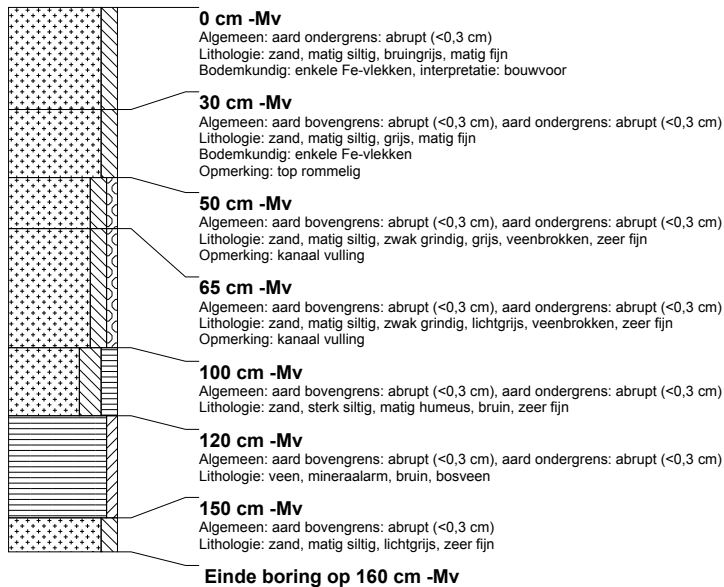 0 cm -Mv
Algemeen: aard ondergrens: abrupt (<0,3 cm)
Lithologie: zand, matig siltig, bruingrijs, matig fijn
Bodemkundig: enkele Fe-vlekken, interpretatie: bouwvoor
30 cm -Mv
Algemeen: aard bovengrens: abrupt (<0,3 cm), aard ondergrens: abrupt (<0,3 cm)
Lithologie: zand, matig siltig, grijs, matig fijn
Bodemkundig: enkele Fe-vlekken
Opmerking: top rommelig
50 cm -Mv
Algemeen: aard bovengrens: abrupt (<0,3 cm), aard ondergrens: abrupt (<0,3 cm)
Lithologie: zand, matig siltig, zwak grindig, grijs, veenbrokken, zeer fijn
Opmerking: kanaal vulling
65 cm -Mv
Algemeen: aard bovengrens: abrupt (<0,3 cm), aard ondergrens: abrupt (<0,3 cm)
Lithologie: zand, matig siltig, zwak grindig, lichtgrijs, veenbrokken, zeer fijn
Opmerking: kanaal vulling
100 cm -Mv
Algemeen: aard bovengrens: abrupt (<0,3 cm), aard ondergrens: abrupt (<0,3 cm)
Lithologie: zand, sterk siltig, matig humeus, bruin, zeer fijn
120 cm -Mv
Algemeen: aard bovengrens: abrupt (<0,3 cm), aard ondergrens: abrupt (<0,3 cm)
Lithologie: veen, mineraalarm, bruin, bosveen
150 cm -Mv
Algemeen: aard bovengrens: abrupt (<0,3 cm)
Lithologie: zand, matig siltig, lichtgrijs, zeer fijn
Einde boring op 160 cm -Mv